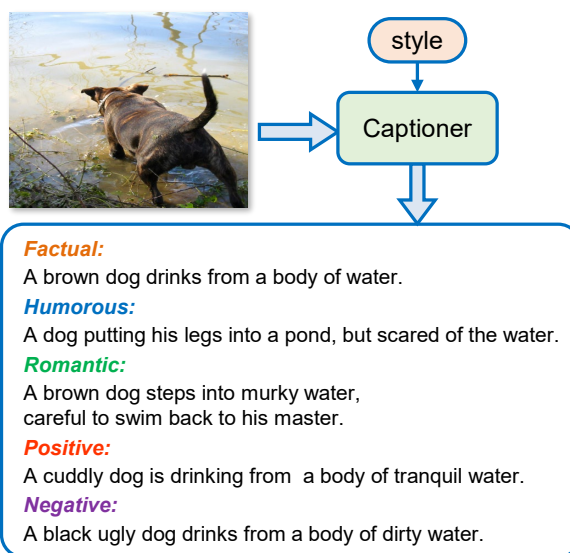 style
Captioner
Factual:
A brown dog drinks from a body of water.
Humorous:
A dog putting his legs into a pond, but scared of the water.
Romantic:
A brown dog steps into murky water,
careful to swim back to his master.
Positive:
A cuddly dog is drinking from  a body of tranquil water.
Negative:
A black ugly dog drinks from a body of dirty water.